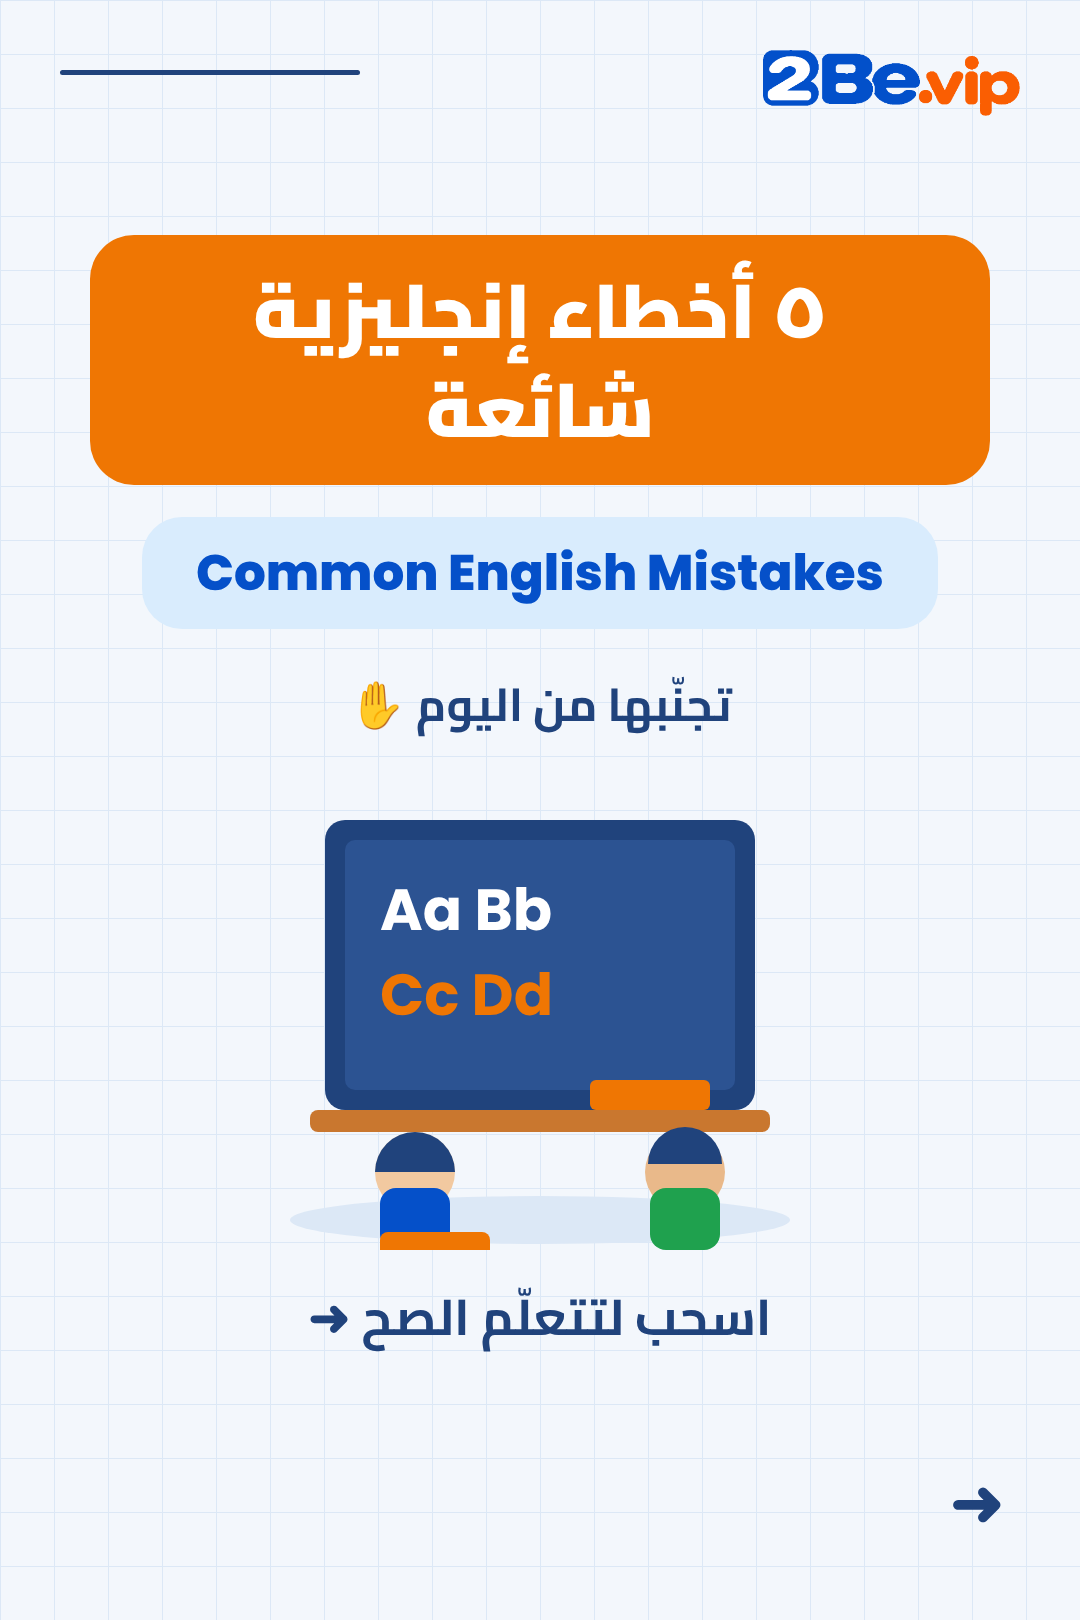 2Be.vip
٥ أخطاء إنجليزية
شائعة
Common English Mistakes
تجنّبها من اليوم ✋
Aa Bb
Cc Dd
اسحب لتتعلّم الصح ➜
➜